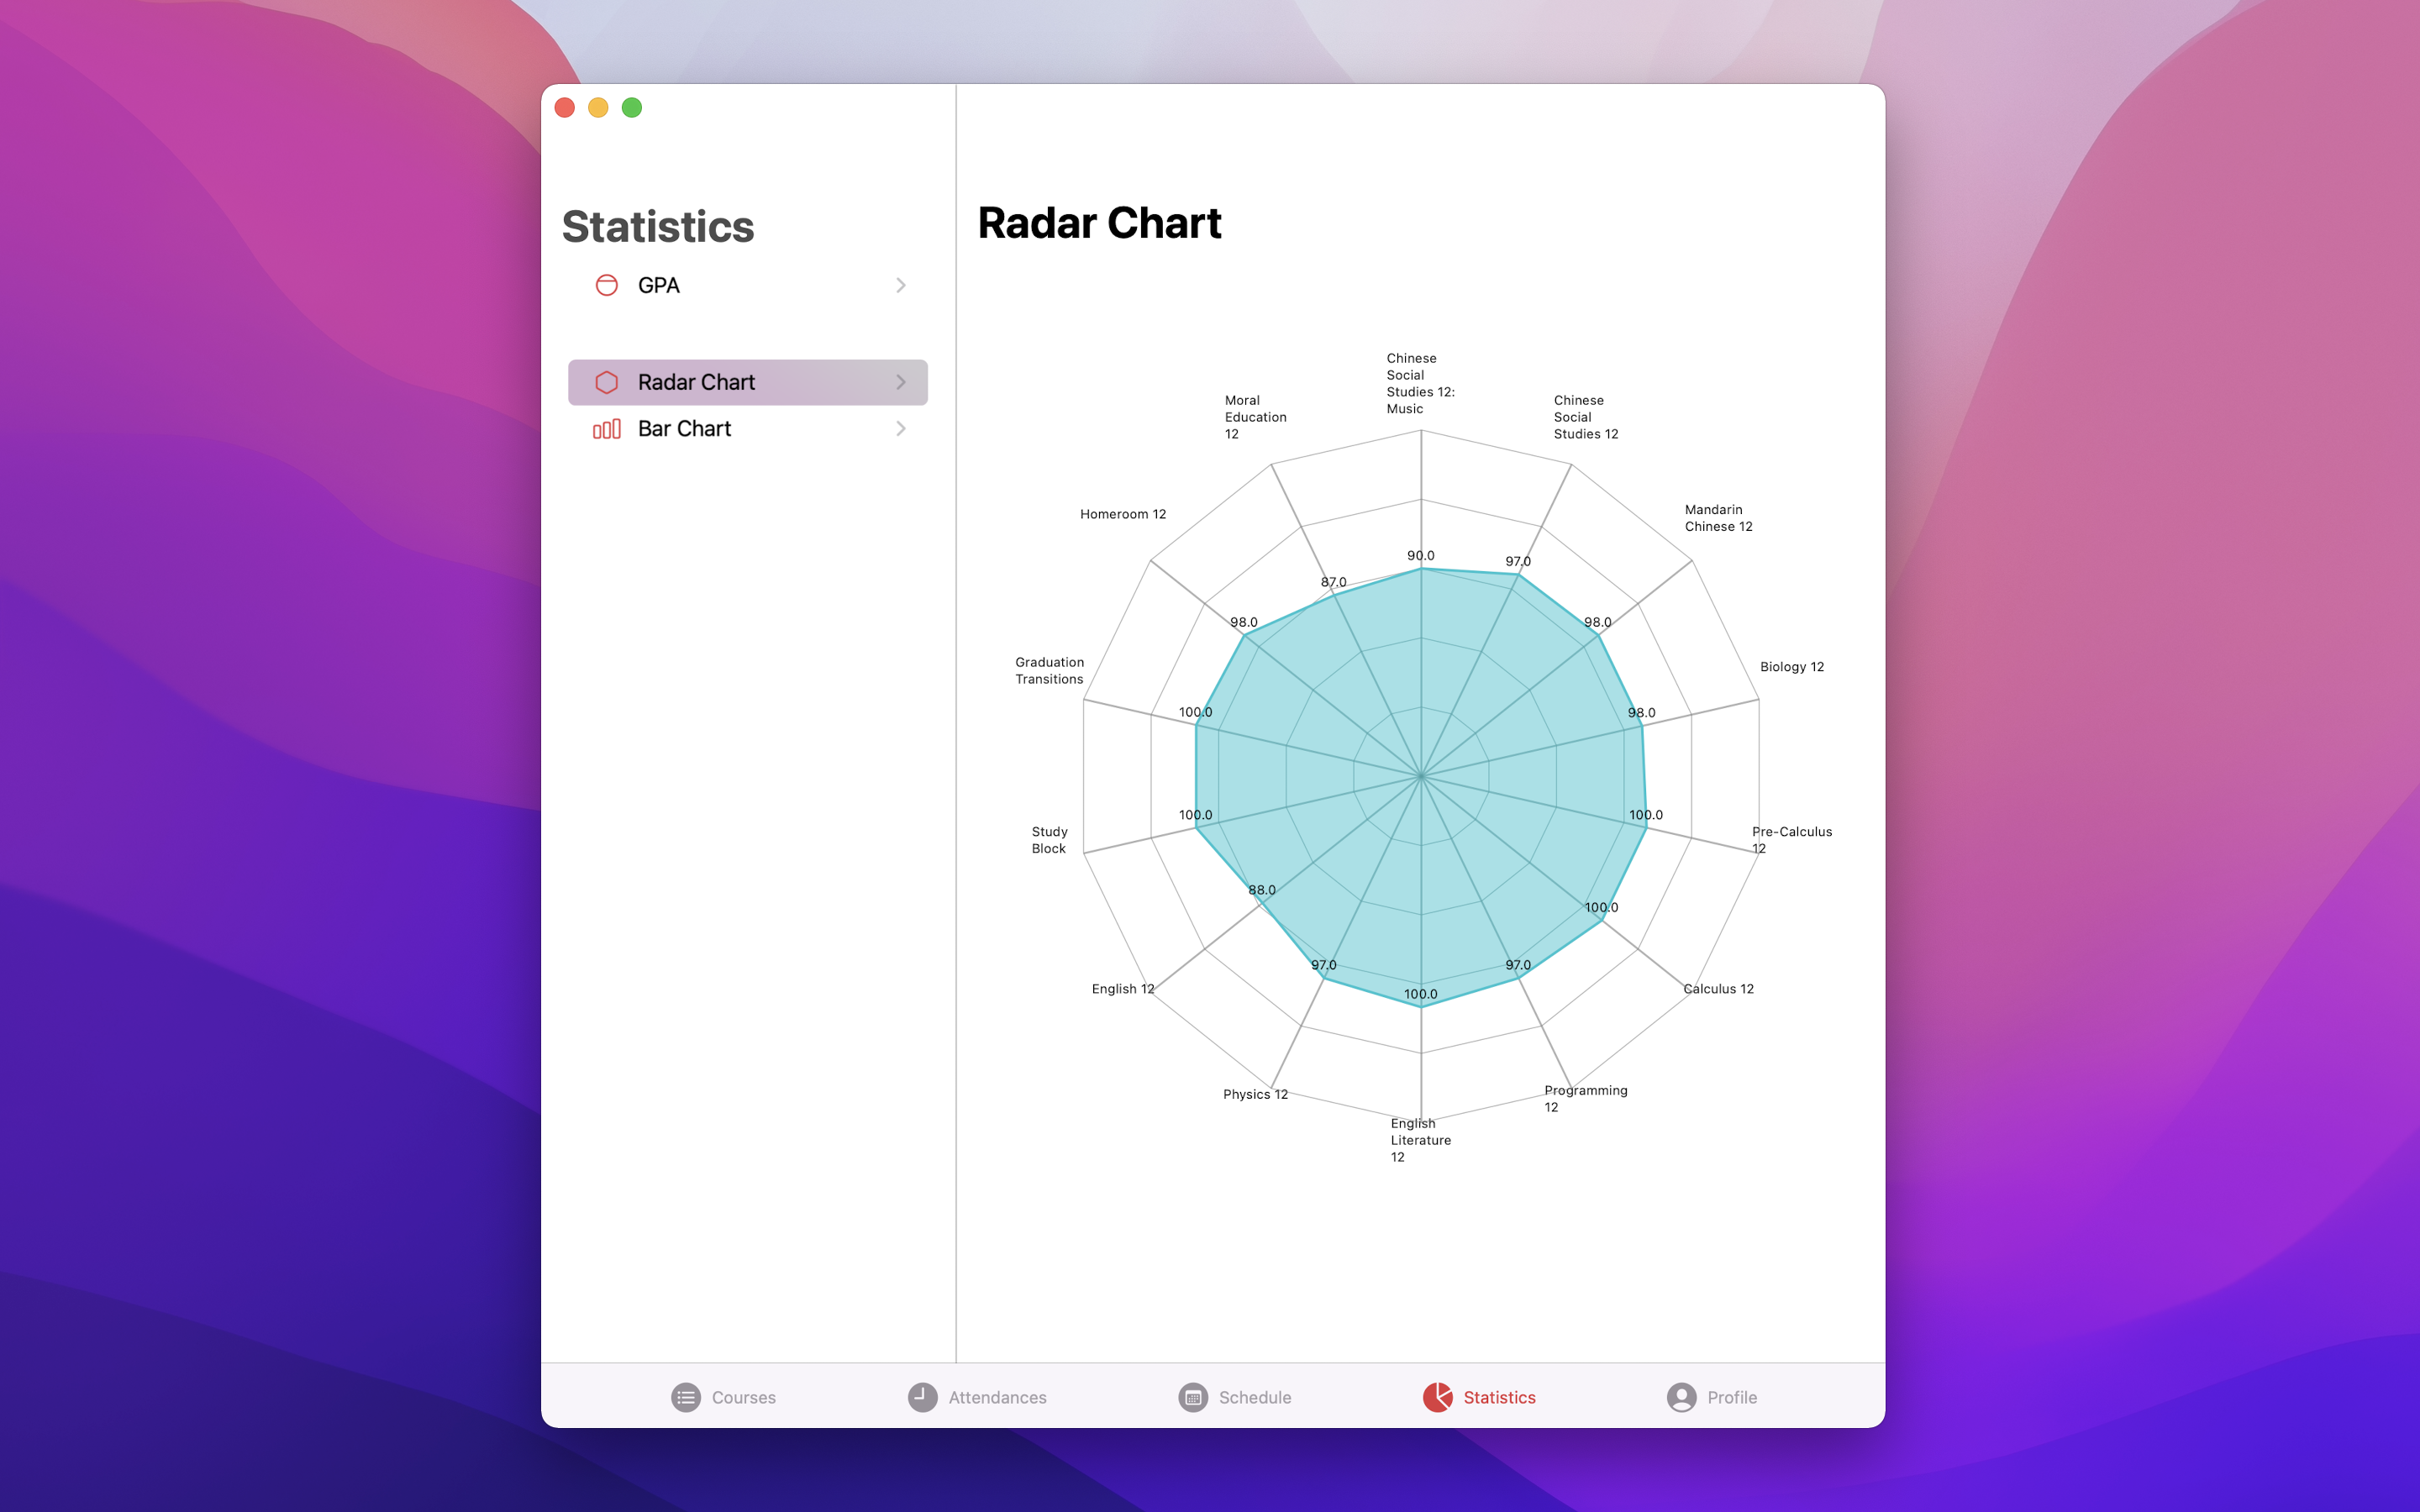 Statistics
GPA
Radar Chart
Bar Chart
Radar Chart
Chinese
Social
Studies 12:
Music
Moral
Education
12
Chinese
Social
Studies 12
Homeroom 12
Mandarin
Chinese 12
90.0
97.0
87.0
98.0
98.0
Graduation
Transitions
Biology 12
100.0
98.0
100.0
100.0
Study
Block
Pre-Calculus
12
88.0
100.0
97.0
97.0
100.0
English 12
Calculus 12
Physics 12
Programming
12
English
Literature
12
Courses
Attendances
Schedule
Statistics
Profile